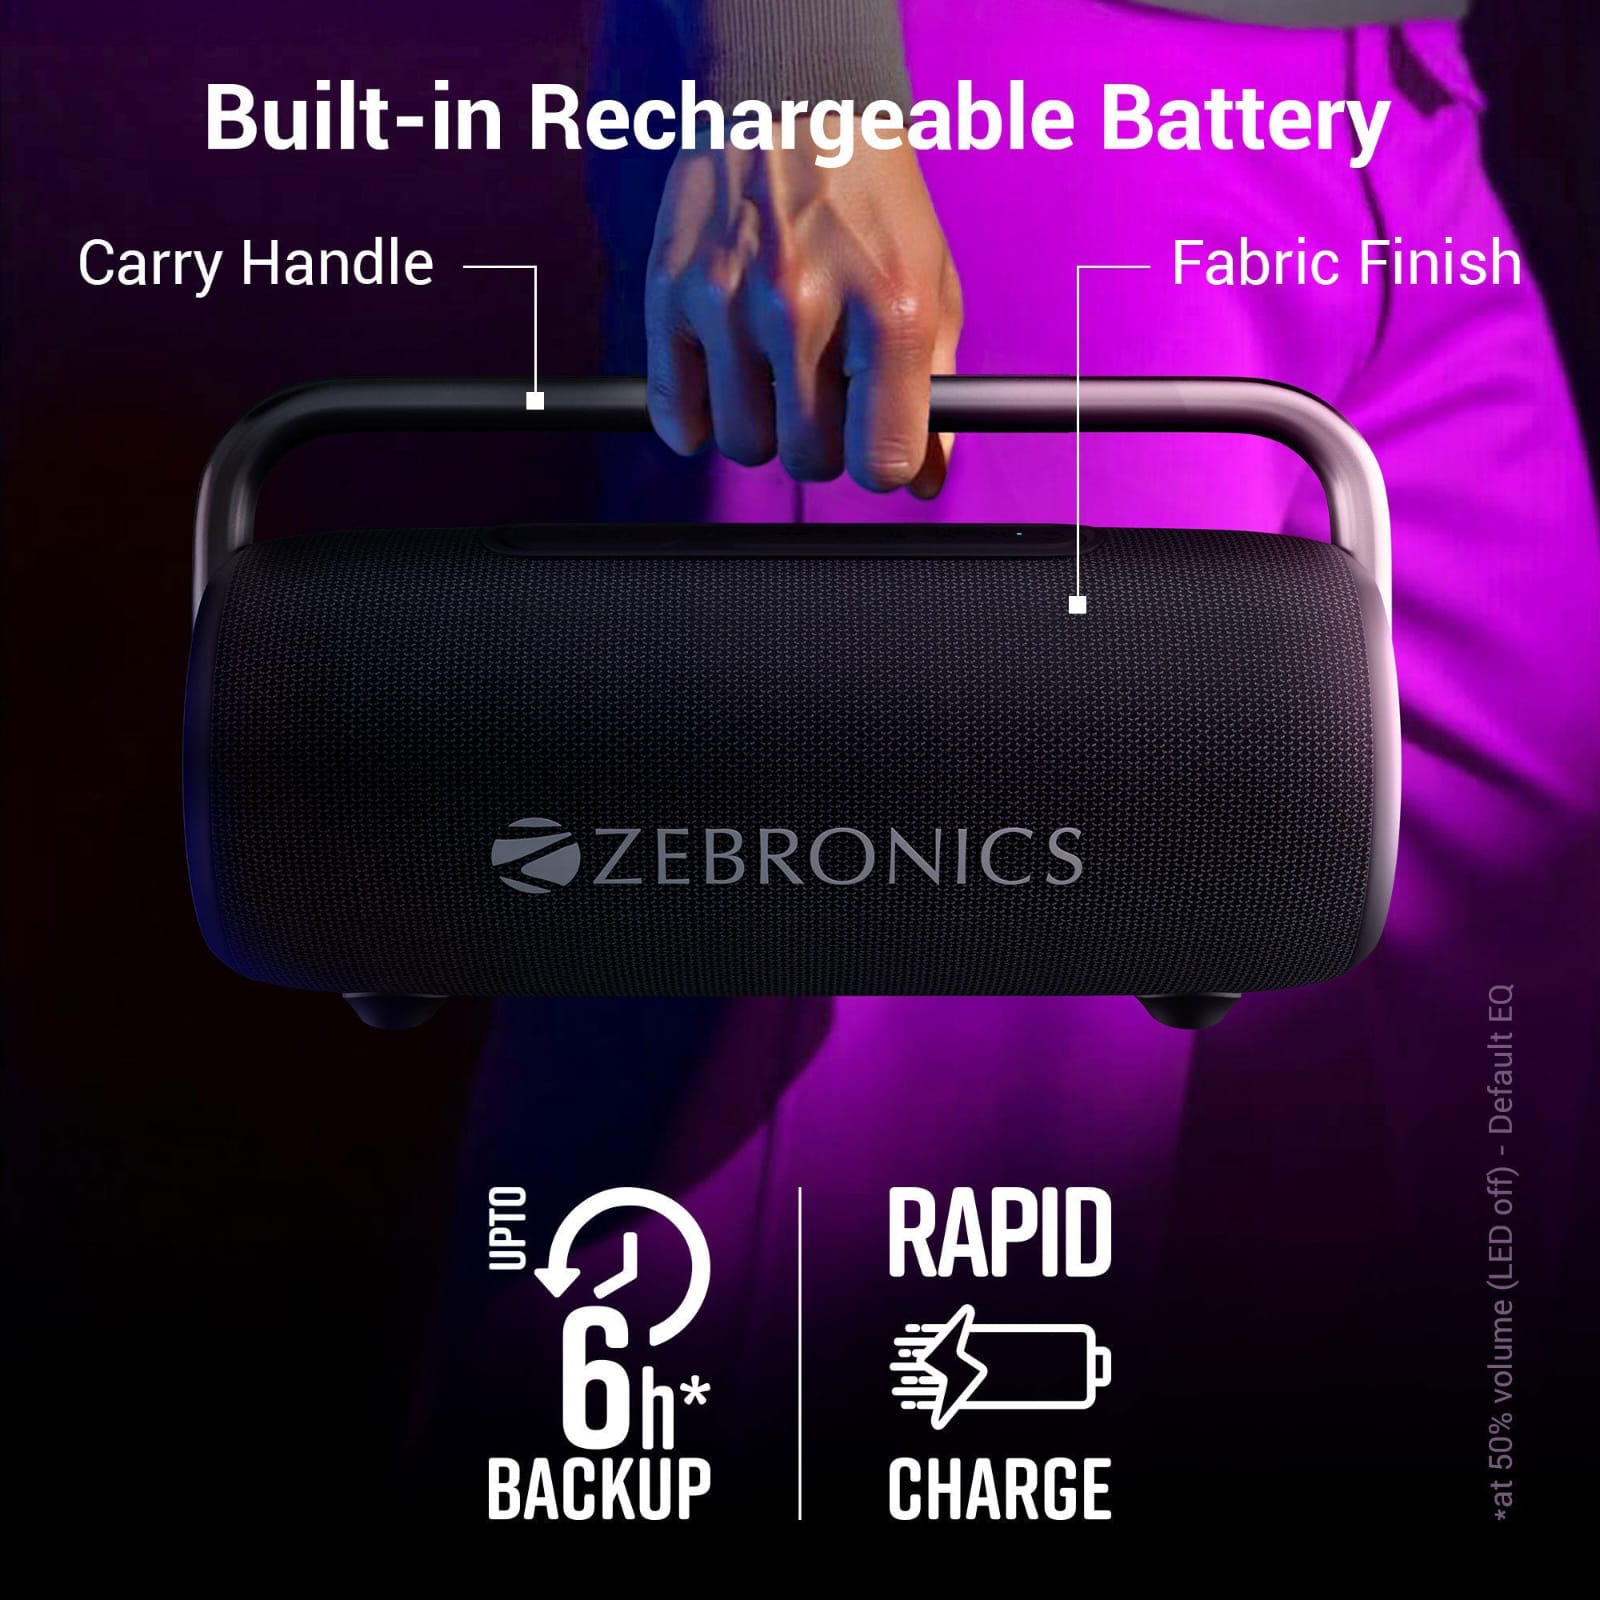 Built-in Rechargeable Battery
Carry Handle
Fabric Finish
ZEBRONICS
UPTO
6h*
BACKUP
RAPID
CHARGE
*at 50% volume (LED off) - Default EQ